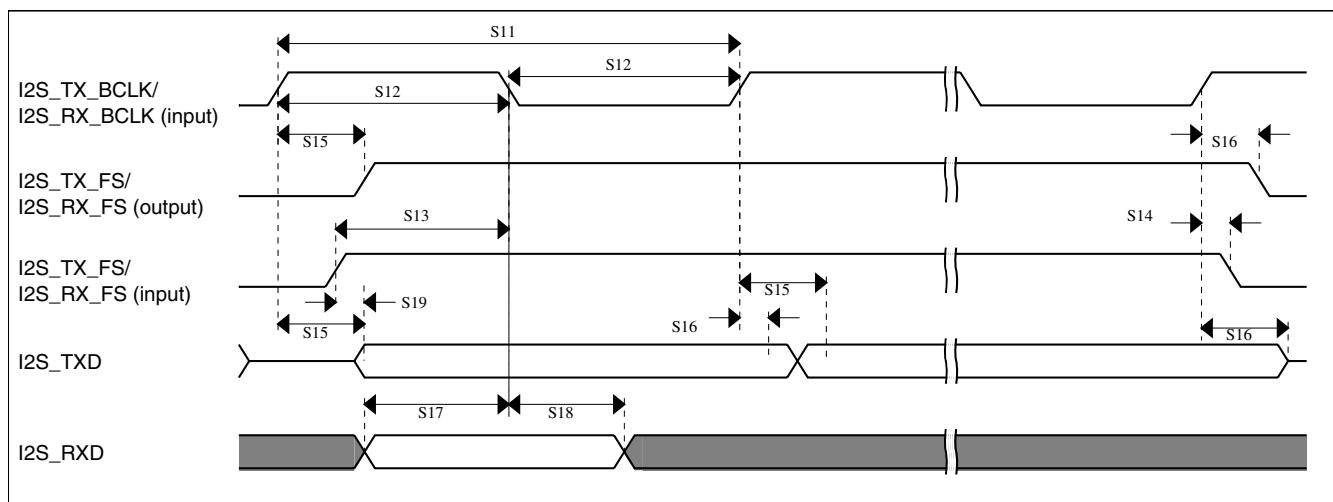 S11
I2S_TX_BCLK/
I2S_RX_BCLK (input)
S12
S12
S15
S16
I2S_TX_FS/
I2S_RX_FS (output)
S13
S14
I2S_TX_FS/
I2S_RX_FS (input)
S15
S19
S15
S16
S16
I2S_TXD
S17
S18
I2S_RXD